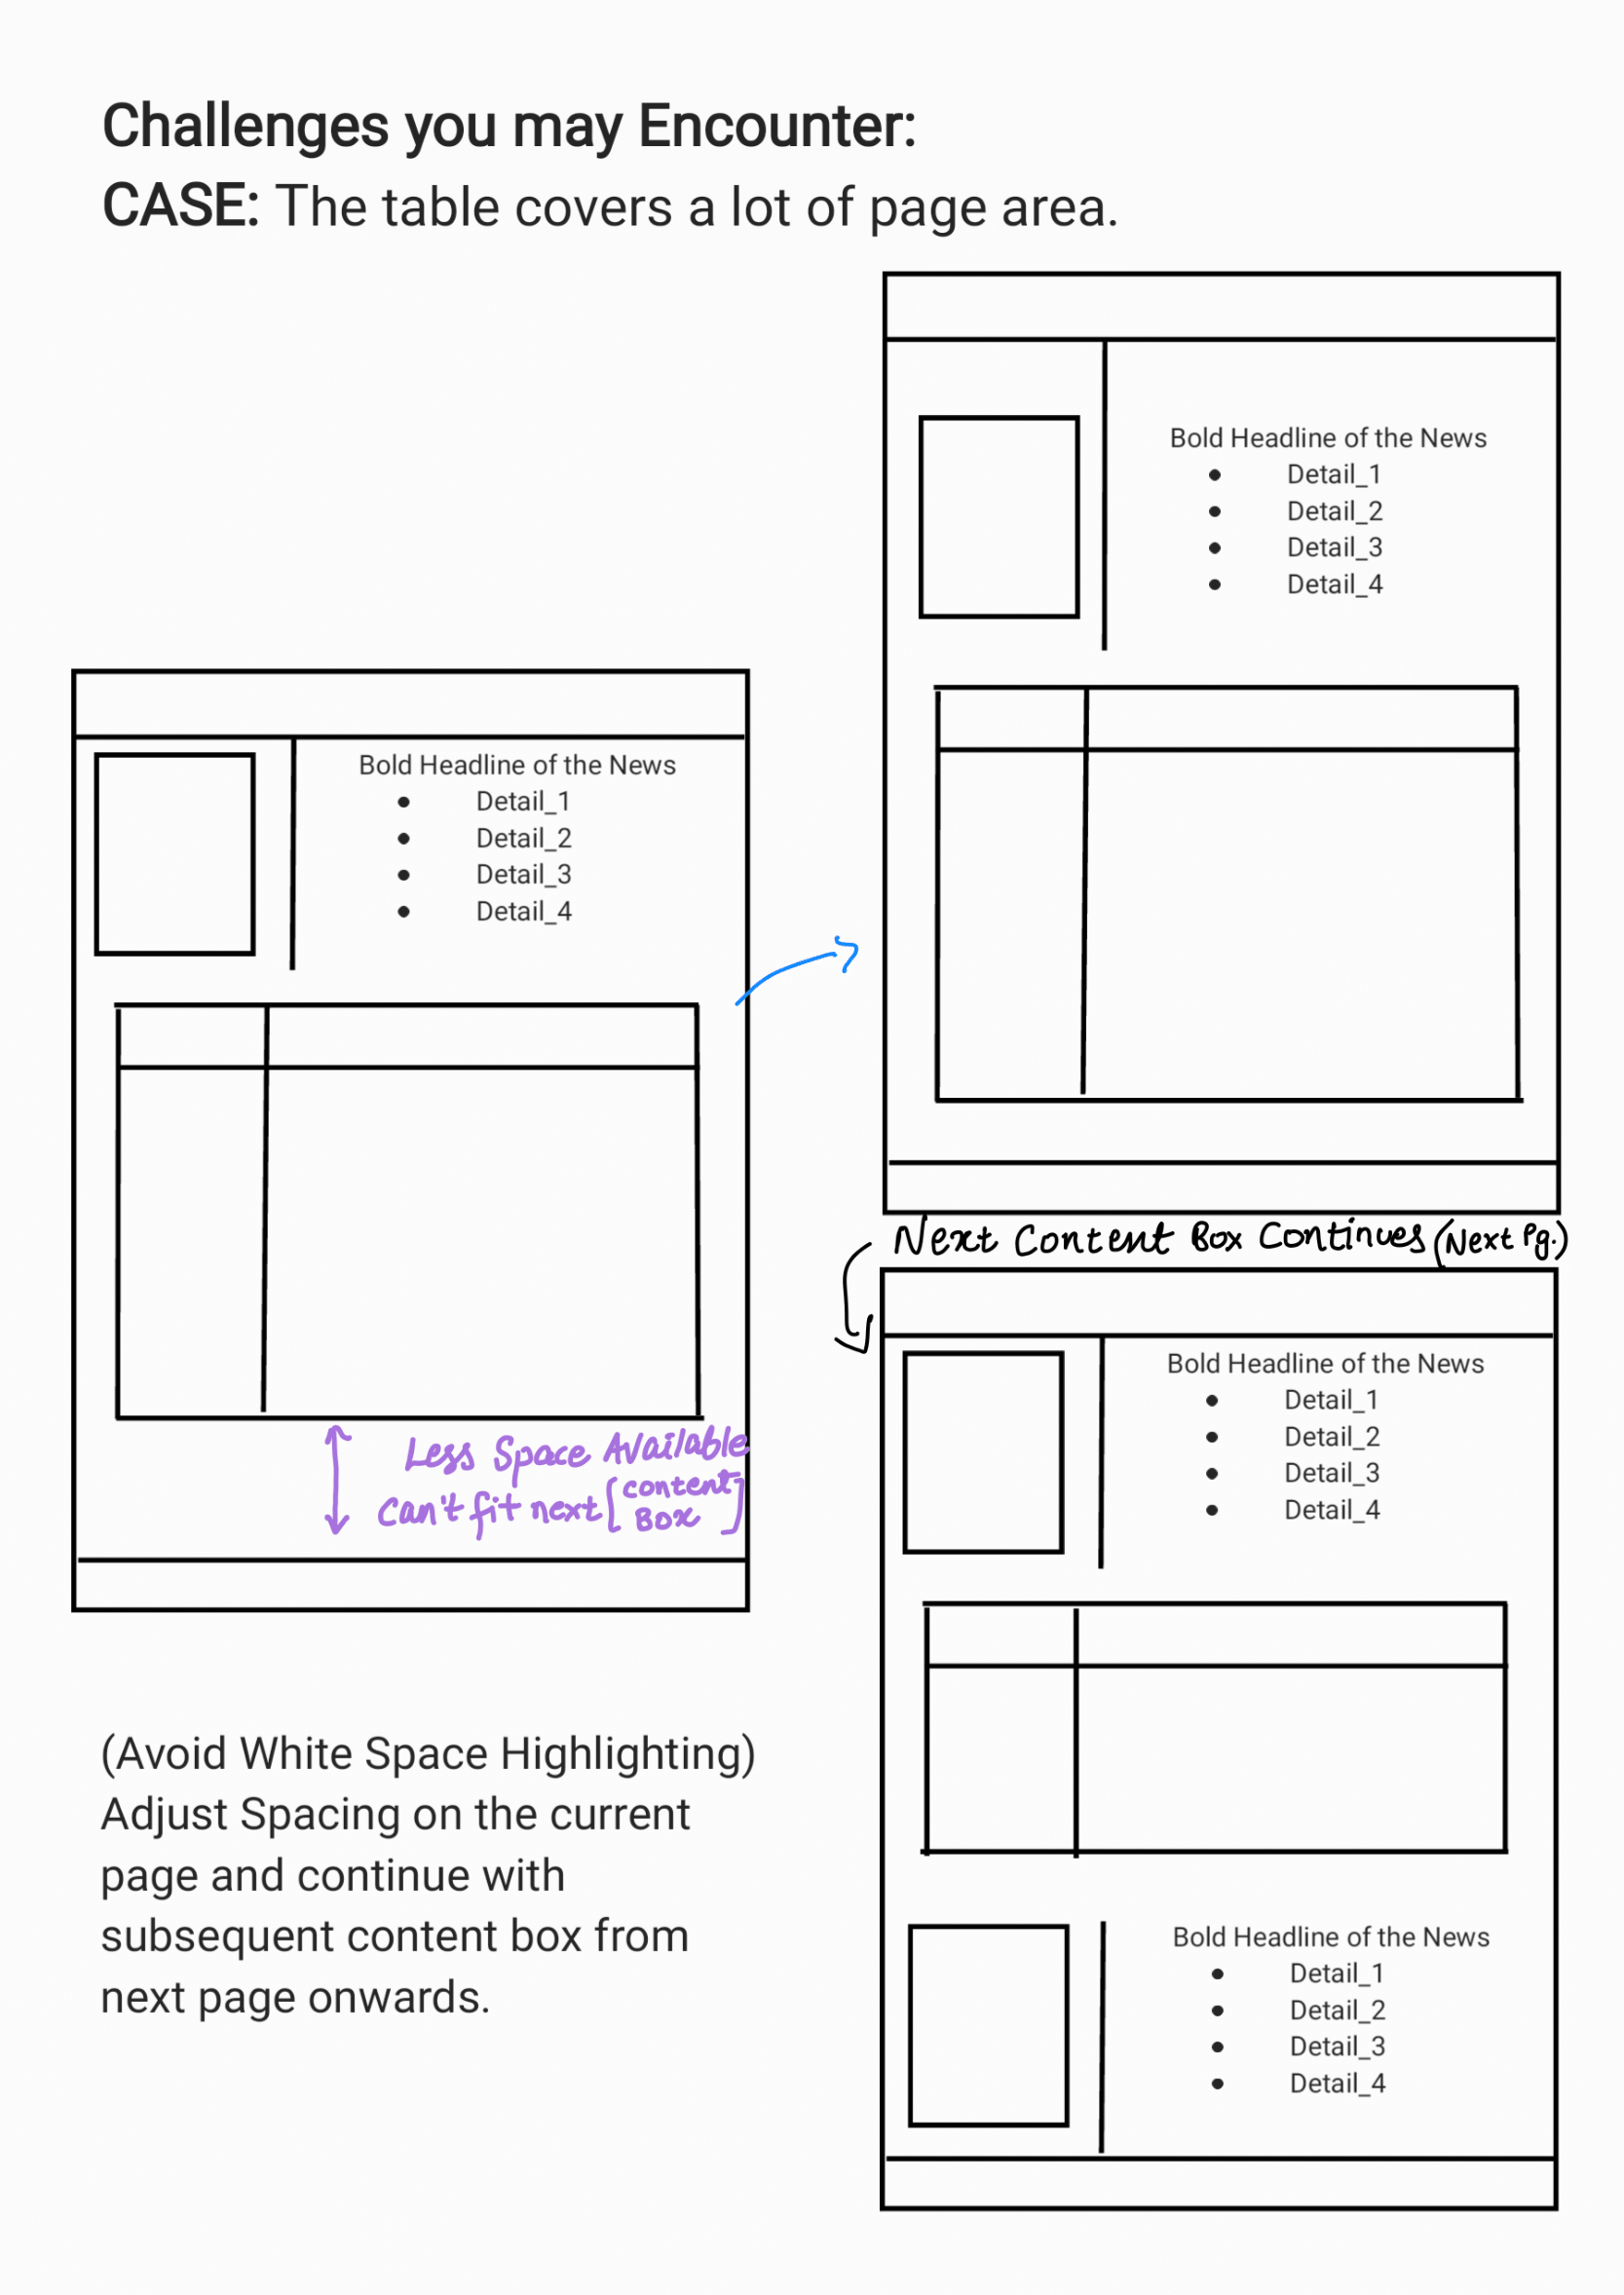 Challenges you may Encounter:
CASE: The table covers a lot of page area.
Bold Headline of the News
• Detail_1
• Detail_2
• Detail_3
• Detail_4
Less Space Available
Can't fit next [content
Box]
(Avoid White Space Highlighting)
Adjust Spacing on the current
page and continue with
subsequent content box from
next page onwards.
Bold Headline of the News
• Detail_1
• Detail_2
• Detail_3
• Detail_4
Next Content Box Continues (Next Pg.)
Bold Headline of the News
• Detail_1
• Detail_2
• Detail_3
• Detail_4
Bold Headline of the News
• Detail_1
• Detail_2
• Detail_3
• Detail_4